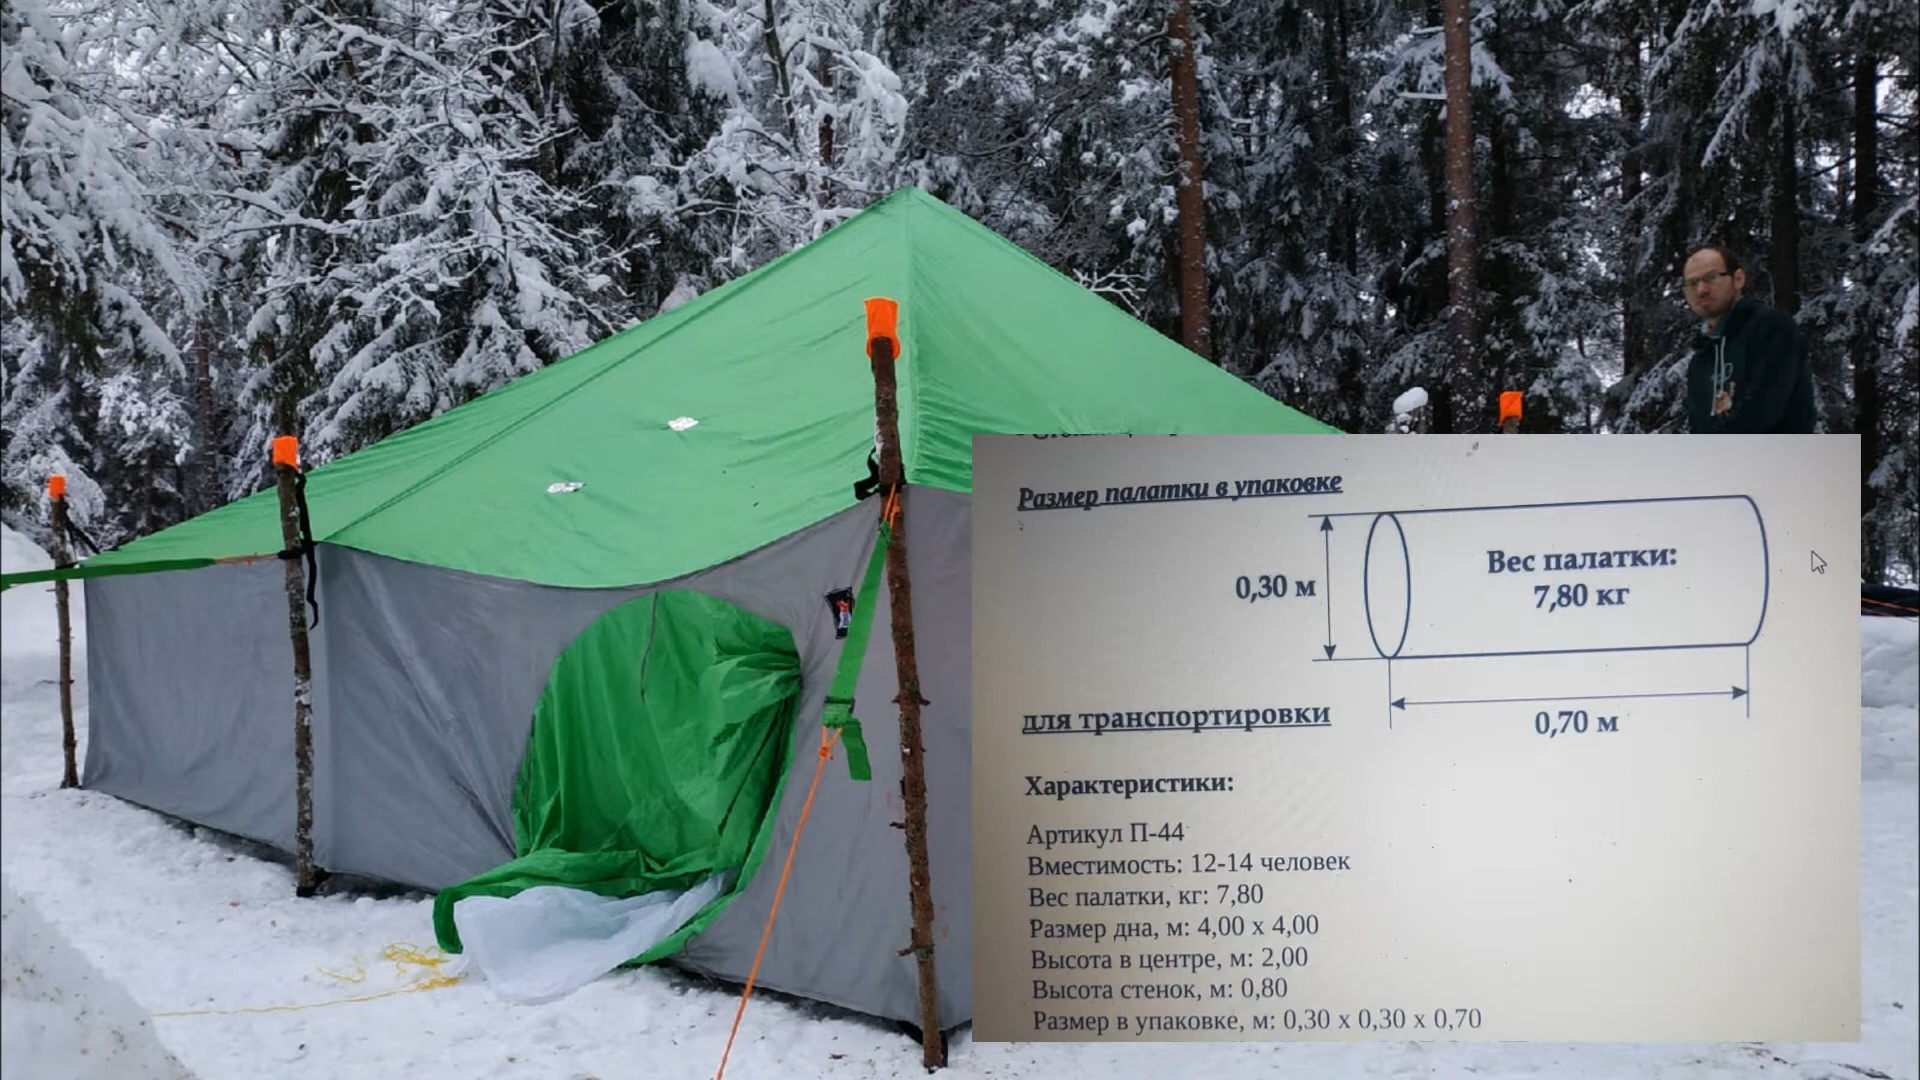 Размер палатки в упаковке
Вес палатки:
7,80 кг
0,30 м
0,70 м
для транспортировки
Характеристики:
Артикул П-44
Вместимость: 12-14 человек
Вес палатки, кг: 7,80
Размер дна, м: 4,00 х 4,00
Высота в центре, м: 2,00
Высота стенок, м: 0,80
Размер в упаковке, м: 0,30 х 0,30 х 0,70